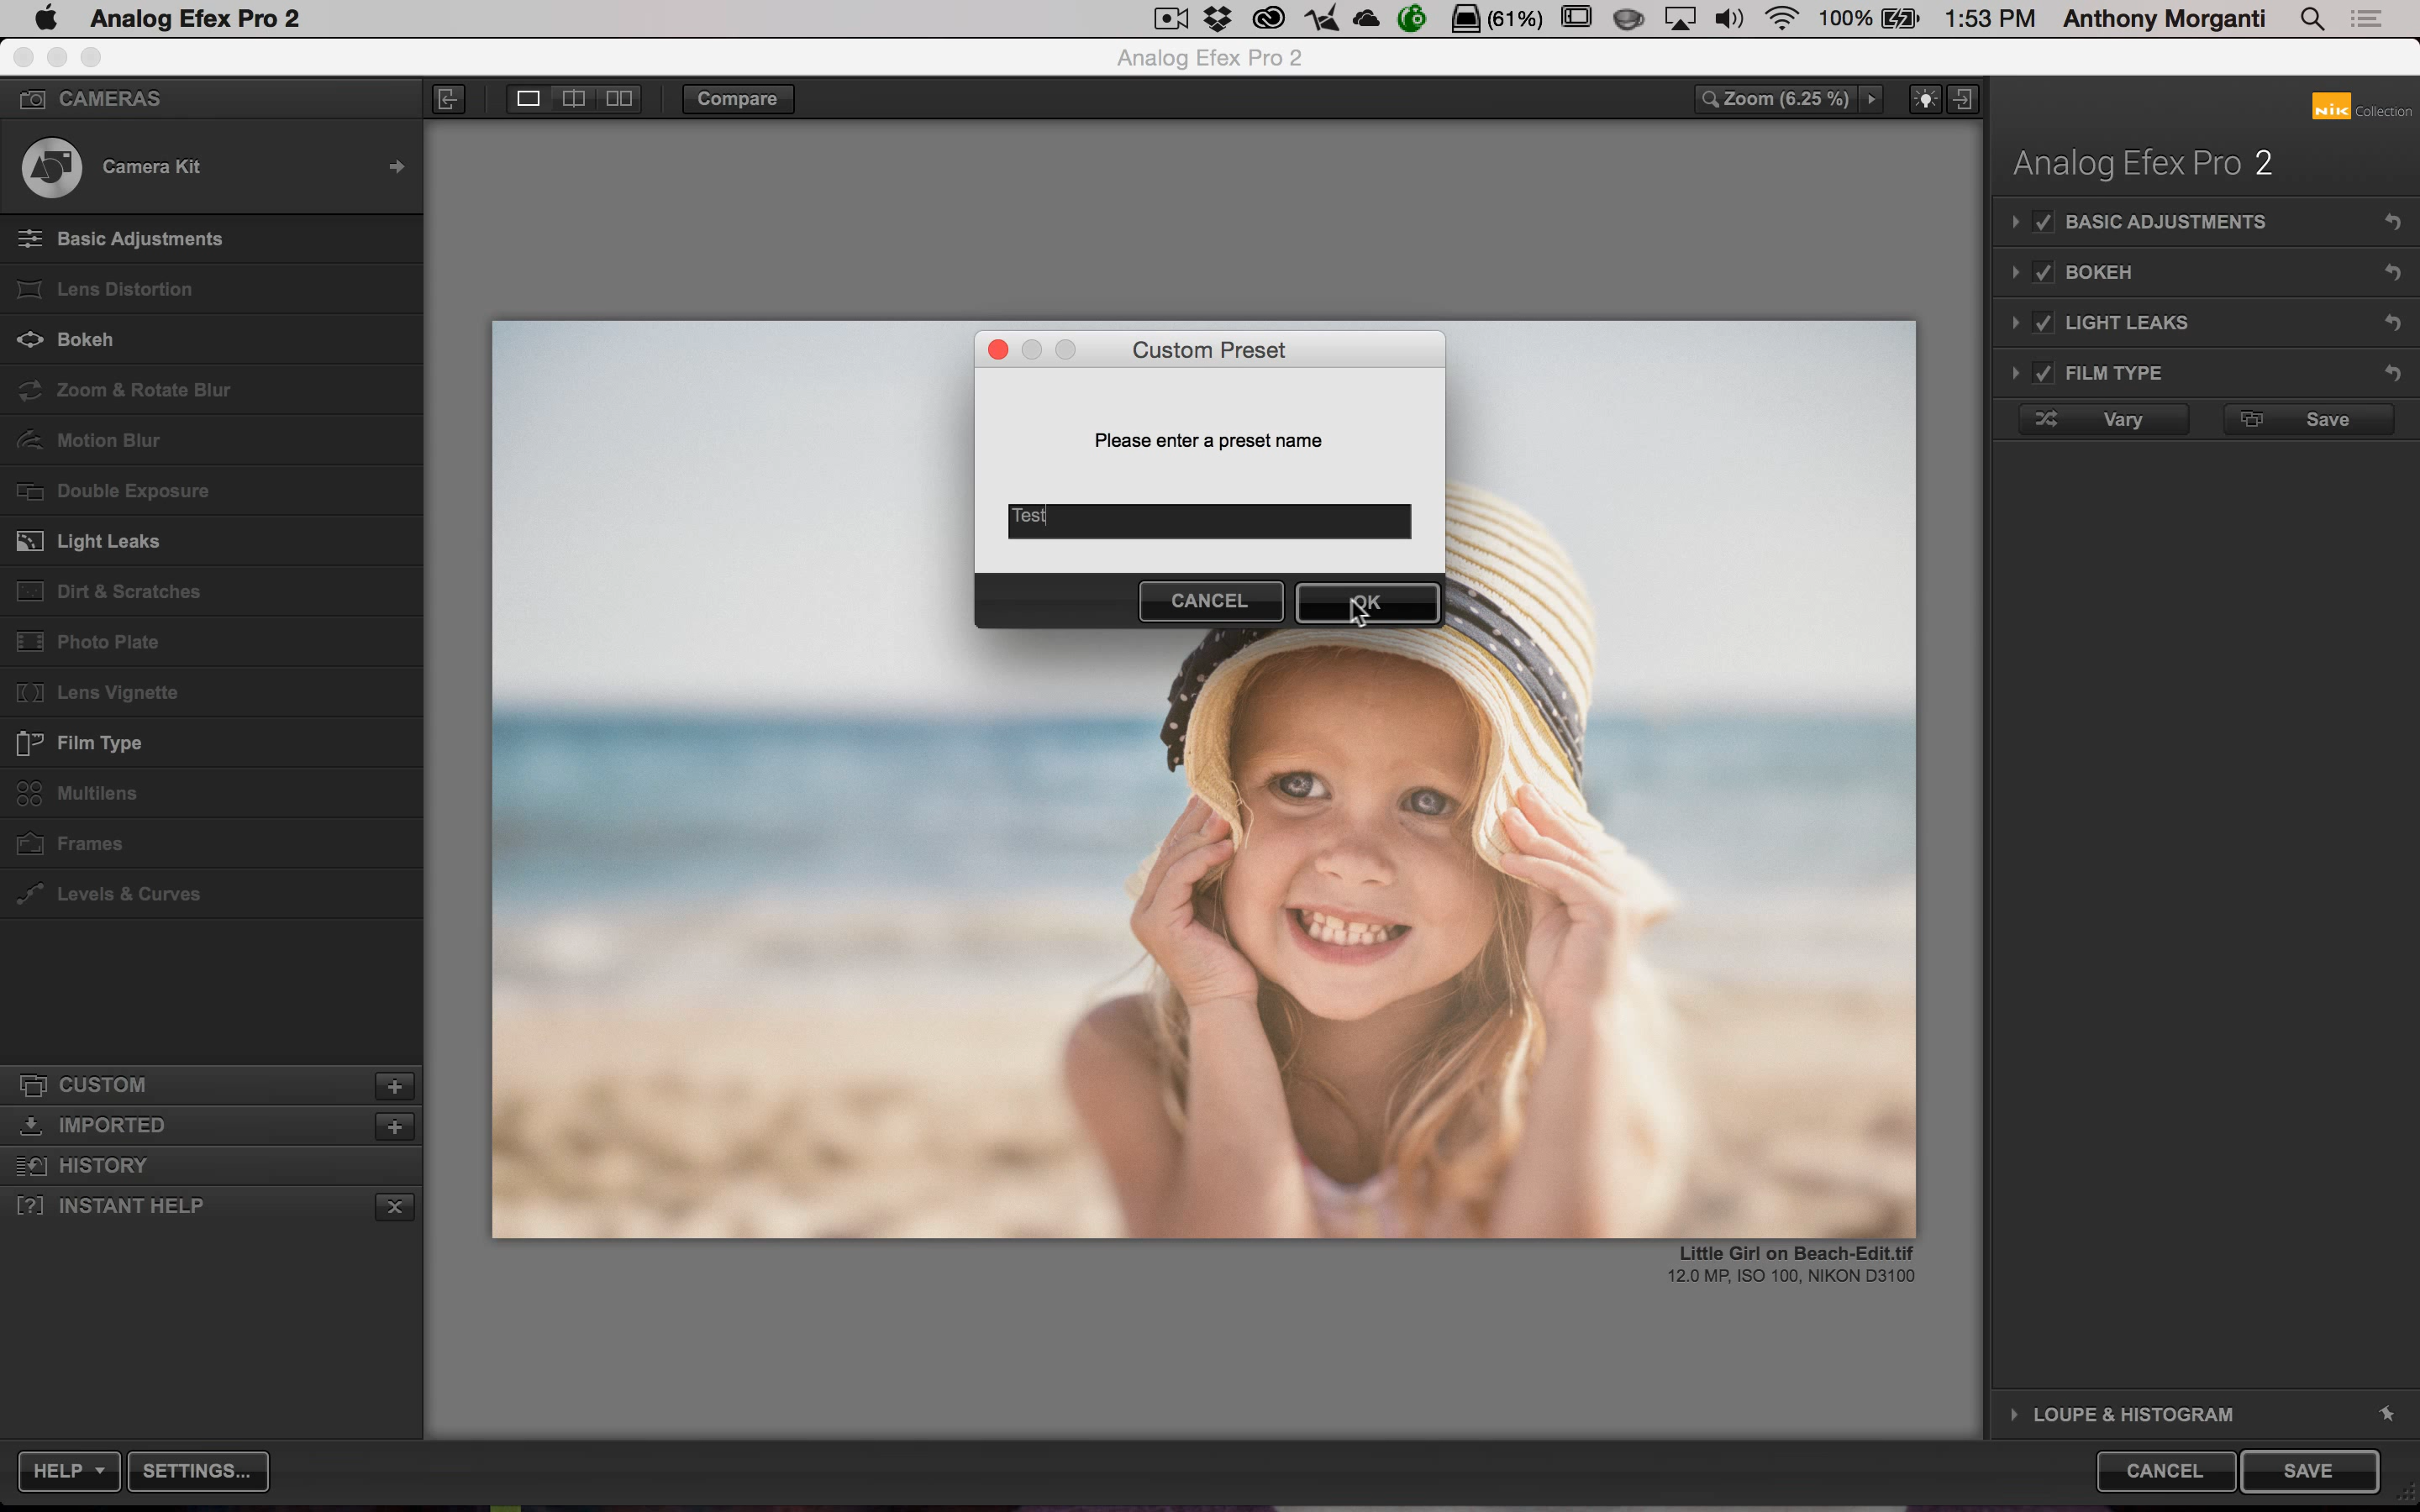 Analog Efex Pro 2
(61%) 100% 1:53 PM Anthony Morganti
Analog Efex Pro 2
CAMERAS
Camera Kit
Basic Adjustments
Lens Distortion
Bokeh
Zoom & Rotate Blur
Motion Blur
Double Exposure
Light Leaks
Dirt & Scratches
Photo Plate
Lens Vignette
Film Type
Multilens
Frames
Levels & Curves
CUSTOM
IMPORTED
HISTORY
[?] INSTANT HELP
HELP
SETTINGS...
Compare
Zoom (6.25 %)
Custom Preset
Please enter a preset name
Test
CANCEL
OK
Little Girl on Beach-Edit.tif
12.0 MP, ISO 100, NIKON D3100
Nik Collection
Analog Efex Pro 2
BASIC ADJUSTMENTS
BOKEH
LIGHT LEAKS
FILM TYPE
Vary
Save
LOUPE & HISTOGRAM
CANCEL
SAVE